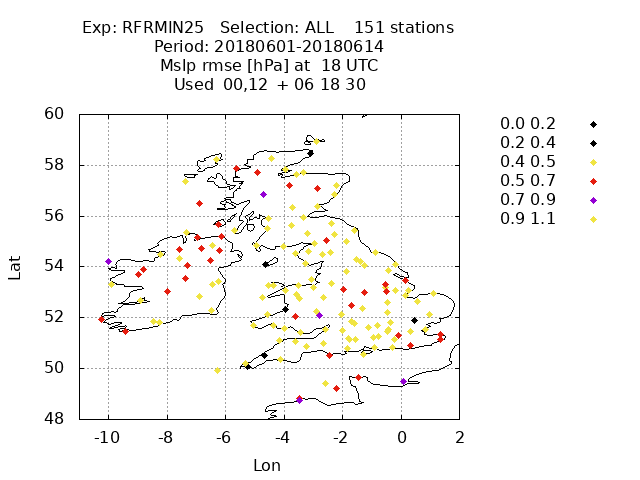 Exp: RFRMIN25 Selection: ALL 151 stations
Period: 20180601-20180614
Mslp rmse [hPa] at 18 UTC
Used 00,12 + 06 18 30
60
58
56
54
52
50
48
Lat
-10 -8 -6 -4 -2 0 2
Lon
0.0 0.2
0.2 0.4
0.4 0.5
0.5 0.7
0.7 0.9
0.9 1.1